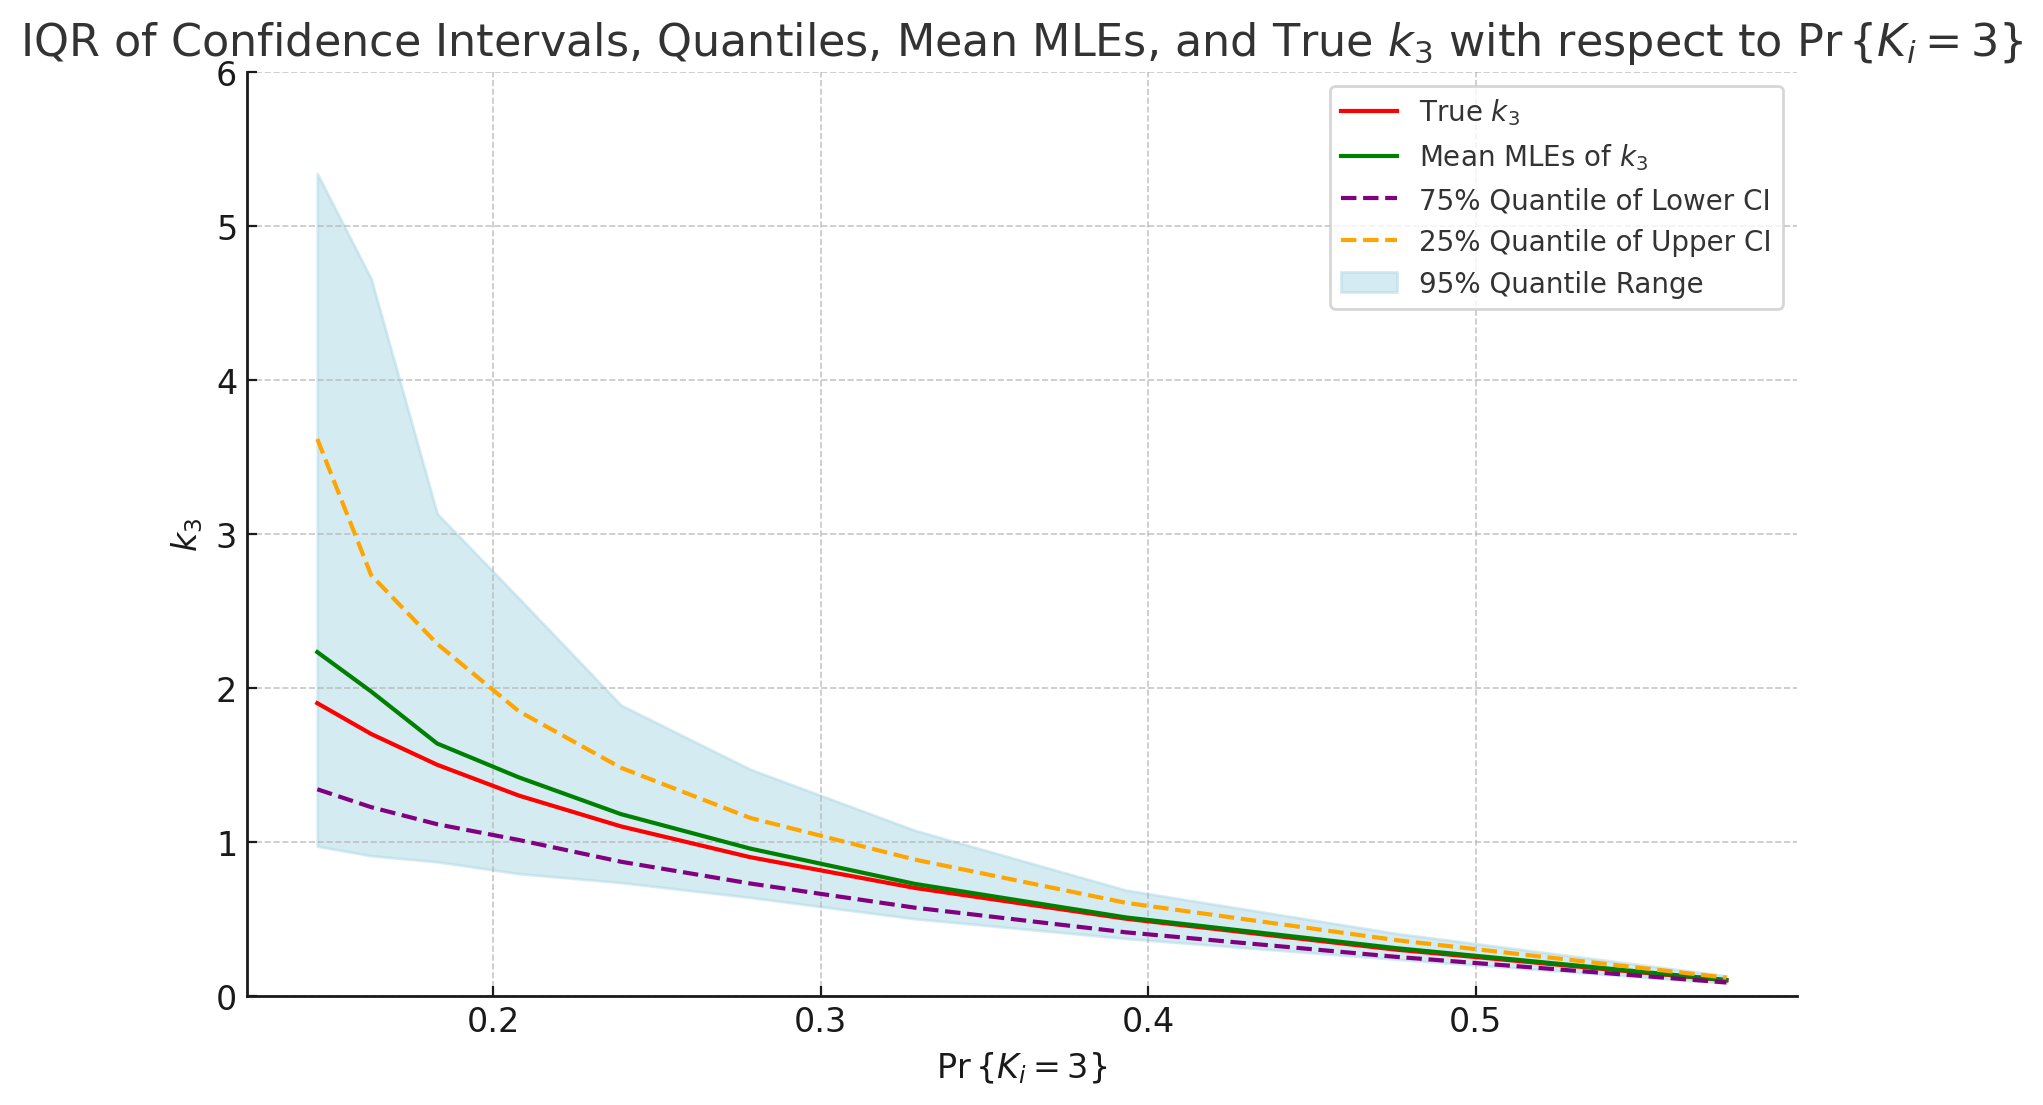 IQR of Confidence Intervals, Quantiles, Mean MLEs, and True k₃ with respect to Pr {Kᵢ = 3}
6
5
4
3
2
1
0
k₃
True k₃
Mean MLEs of k₃
75% Quantile of Lower CI
25% Quantile of Upper CI
95% Quantile Range
0.2 0.3 0.4 0.5
Pr {Kᵢ = 3}